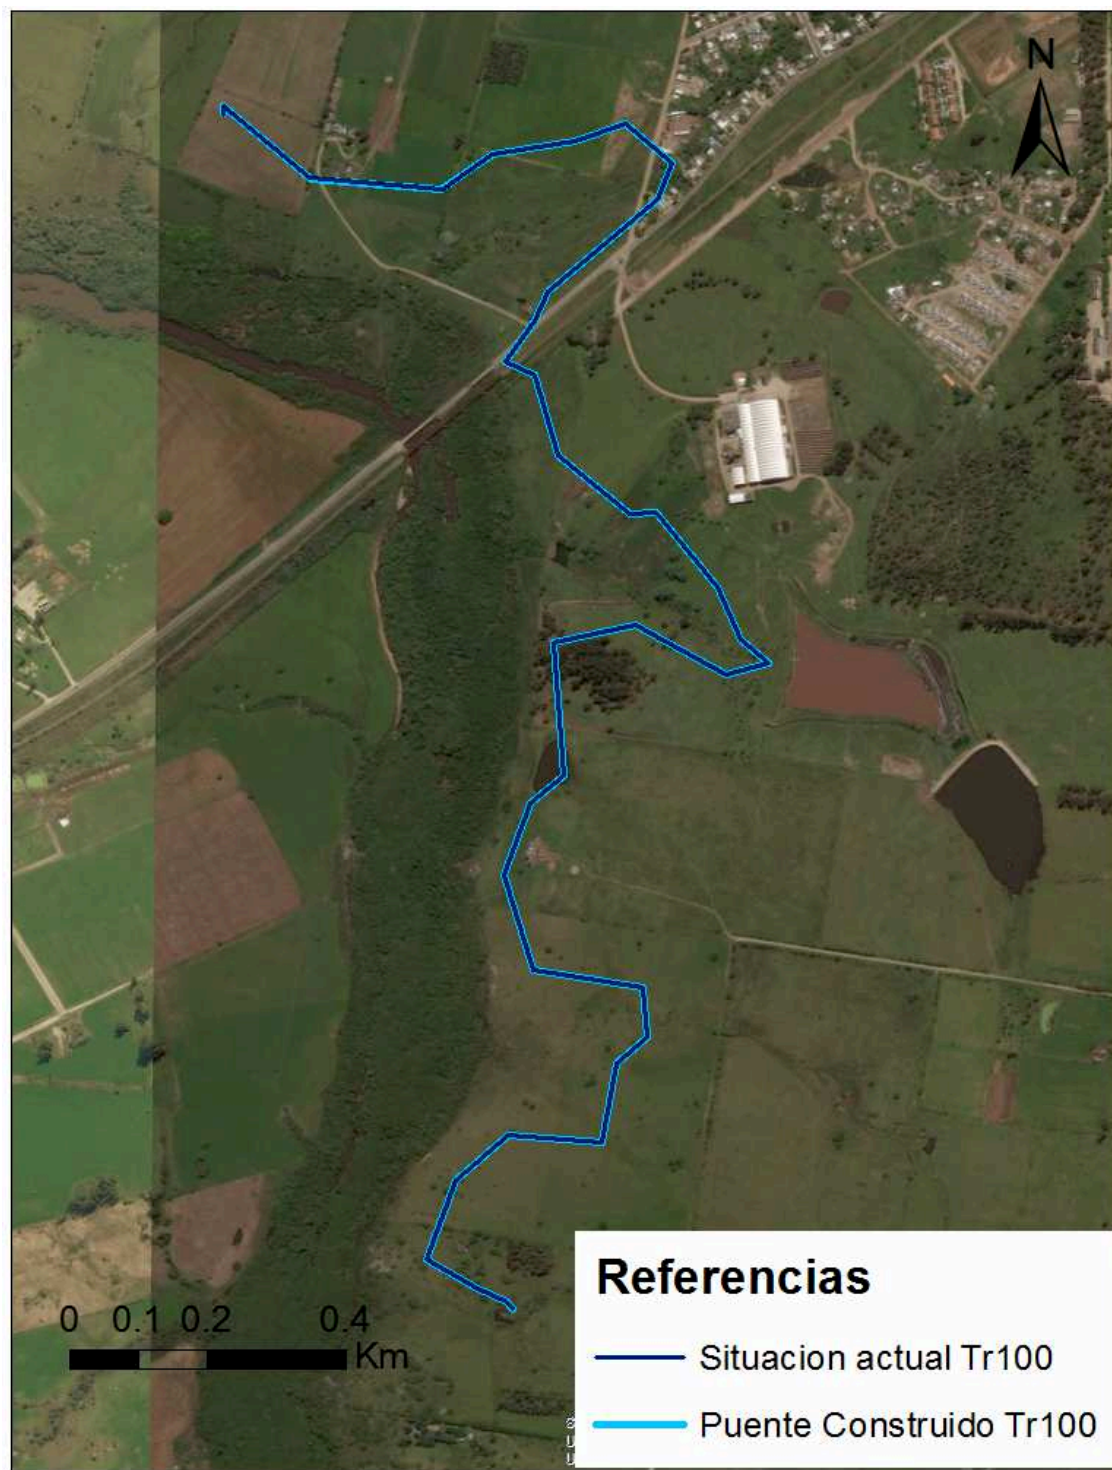 N
Referencias
0 0.1 0.2 0.4
Km
Situacion actual Tr100
Puente Construido Tr100